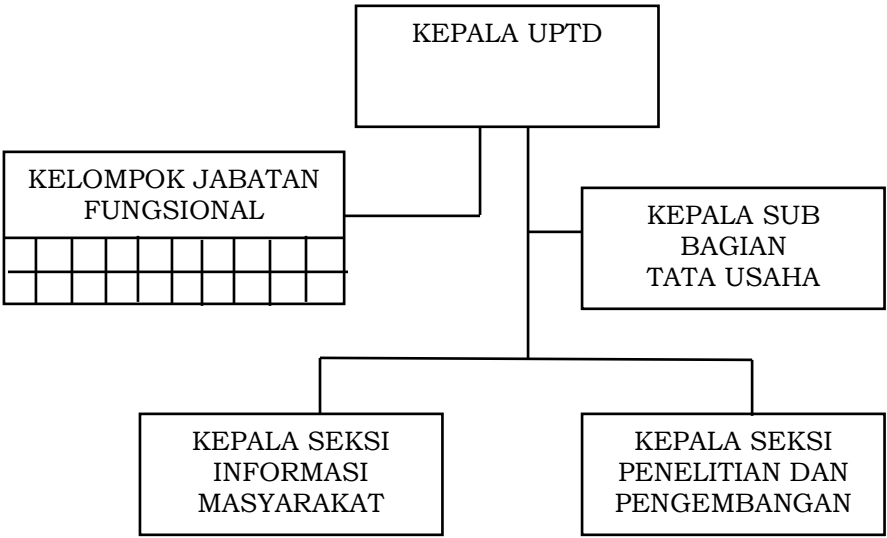 KEPALA UPTD
KELOMPOK JABATAN
FUNGSIONAL
KEPALA SUB
BAGIAN
TATA USAHA
KEPALA SEKSI
INFORMASI
MASYARAKAT
KEPALA SEKSI
PENELITIAN DAN
PENGEMBANGAN